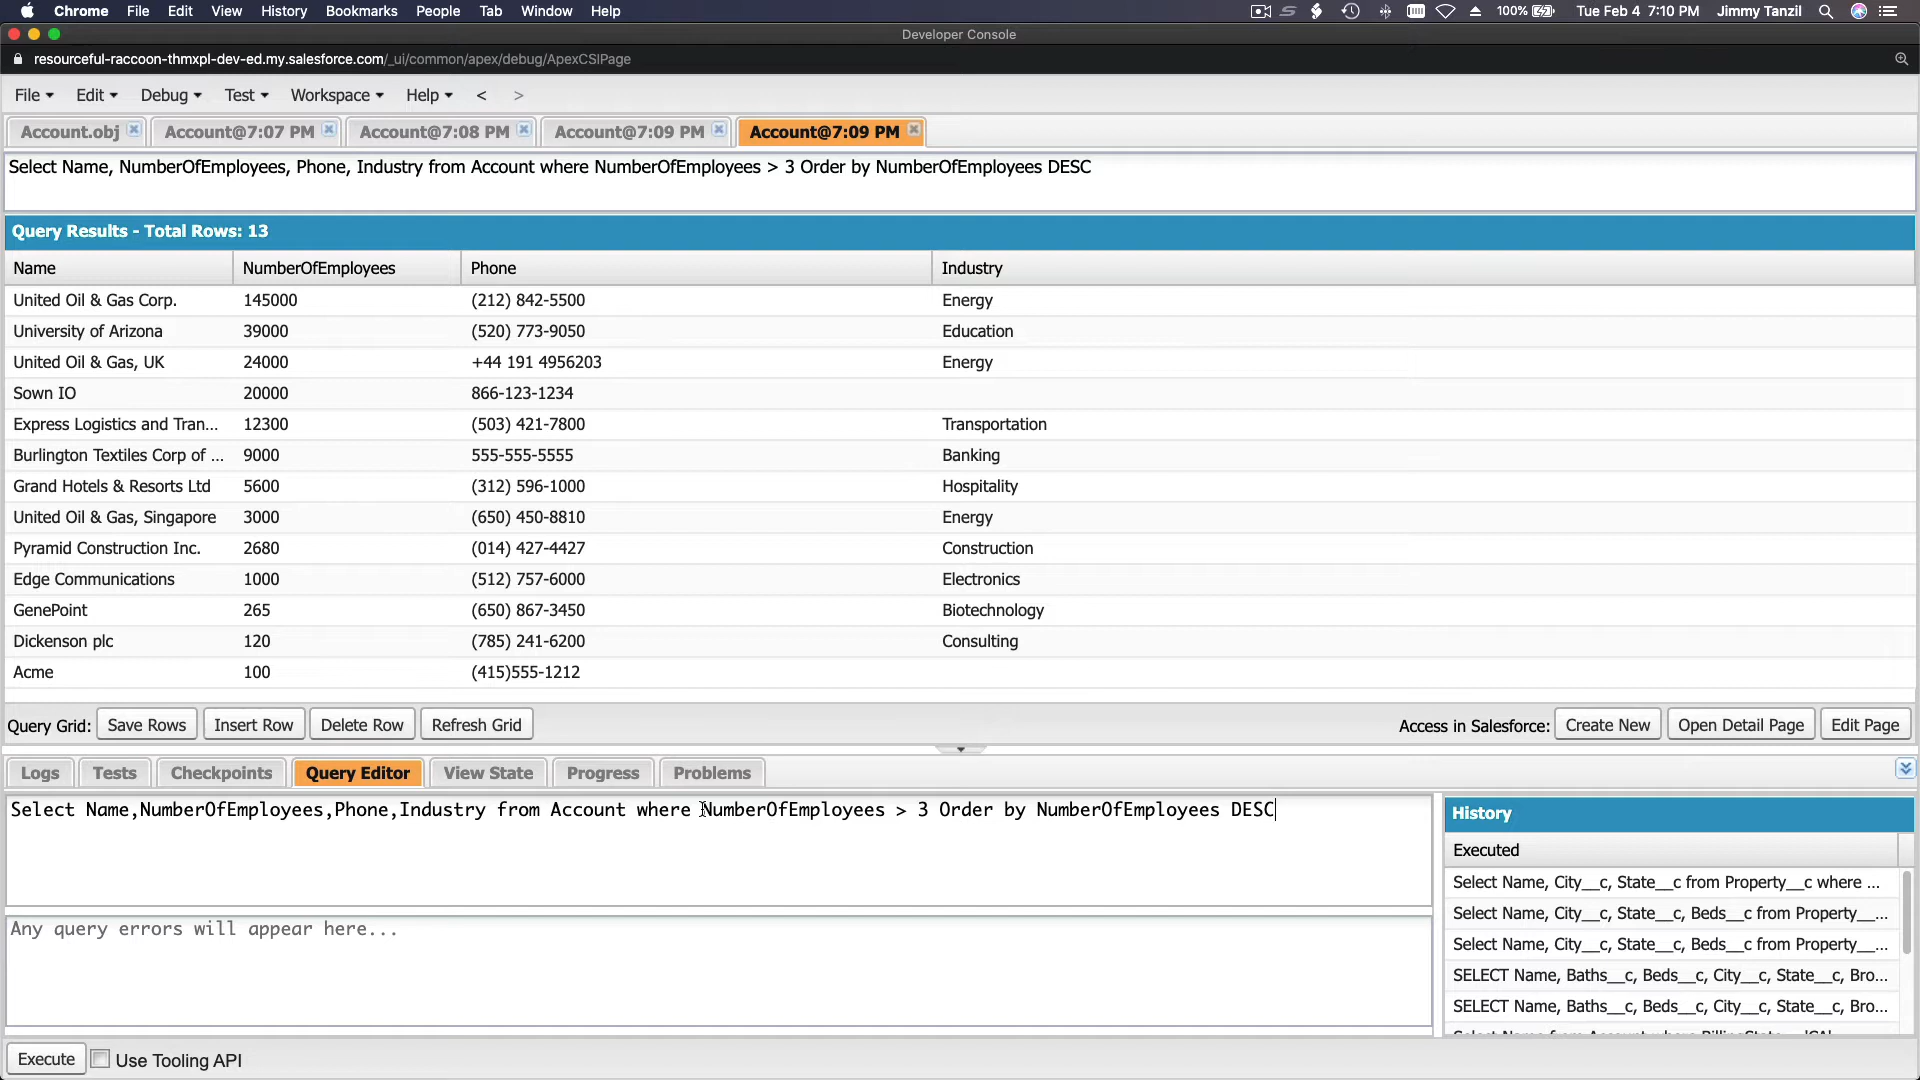 Chrome File Edit View History Bookmarks People Tab Window Help 100% Tue Feb 4 7:10 PM Jimmy Tanzil
Developer Console
resourceful-raccoon-thmxpl-dev-ed.my.salesforce.com/_ui/common/apex/debug/ApexCSIPage
File Edit Debug Test Workspace Help < >
Account.obj Account@7:07 PM Account@7:08 PM Account@7:09 PM Account@7:09 PM
Select Name, NumberOfEmployees, Phone, Industry from Account where NumberOfEmployees > 3 Order by NumberOfEmployees DESC
Query Results - Total Rows: 13
Name NumberOfEmployees Phone Industry
United Oil & Gas Corp. 145000 (212) 842-5500 Energy
University of Arizona 39000 (520) 773-9050 Education
United Oil & Gas, UK 24000 +44 191 4956203 Energy
Sown IO 20000 866-123-1234
Express Logistics and Tran... 12300 (503) 421-7800 Transportation
Burlington Textiles Corp of ... 9000 555-555-5555 Banking
Grand Hotels & Resorts Ltd 5600 (312) 596-1000 Hospitality
United Oil & Gas, Singapore 3000 (650) 450-8810 Energy
Pyramid Construction Inc. 2680 (014) 427-4427 Construction
Edge Communications 1000 (512) 757-6000 Electronics
GenePoint 265 (650) 867-3450 Biotechnology
Dickenson plc 120 (785) 241-6200 Consulting
Acme 100 (415)555-1212
Query Grid: Save Rows Insert Row Delete Row Refresh Grid Access in Salesforce: Create New Open Detail Page Edit Page
Logs Tests Checkpoints Query Editor View State Progress Problems
Select Name,NumberOfEmployees,Phone,Industry from Account where NumberOfEmployees > 3 Order by NumberOfEmployees DESC
Any query errors will appear here...
History
Executed
Select Name, City__c, State__c from Property__c where ...
Select Name, City__c, State__c, Beds__c from Property__...
Select Name, City__c, State__c, Beds__c from Property__...
SELECT Name, Baths__c, Beds__c, City__c, State__c, Bro...
SELECT Name, Baths__c, Beds__c, City__c, State__c, Bro...
Select Name from Account where BillingState
Execute Use Tooling API